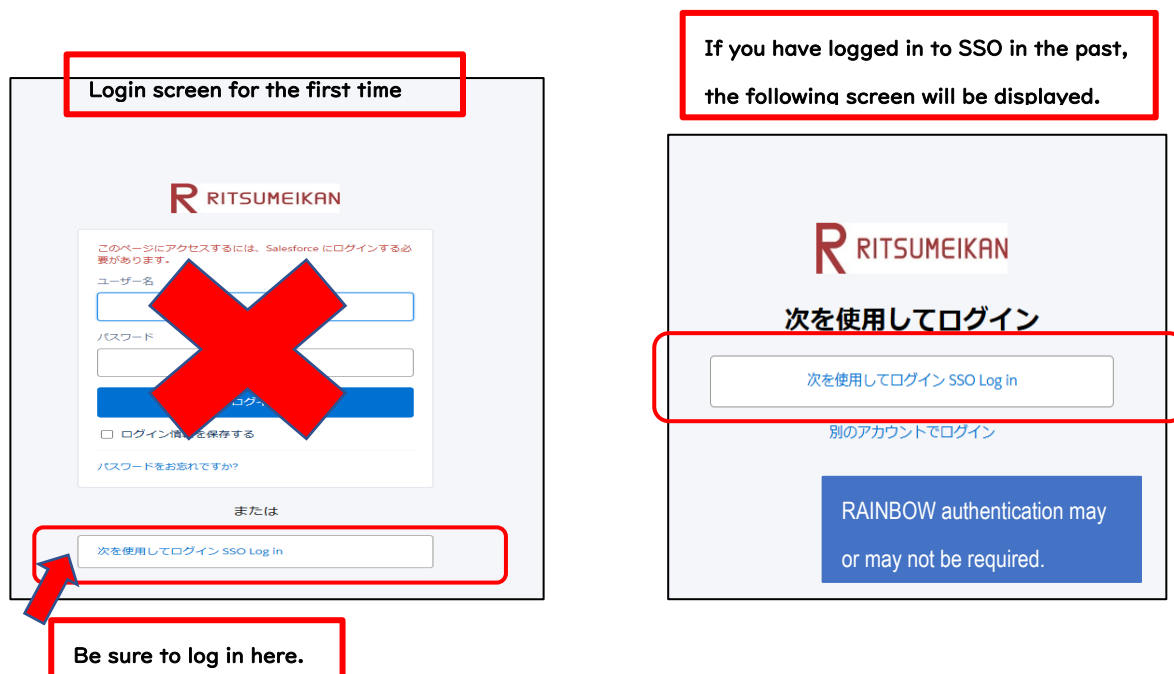 Login screen for the first time
RITSUMEIKAN
このページにアクセスするには、Salesforce にログインする必
要があります。
ユーザー名
パスワード
ログイン情報を保存する
パスワードをお忘れですか?
または
次を使用してログイン SSO Log in
Be sure to log in here.
If you have logged in to SSO in the past,
the following screen will be displayed.
RITSUMEIKAN
次を使用してログイン
次を使用してログイン SSO Log in
別のアカウントでログイン
RAINBOW authentication may
or may not be required.